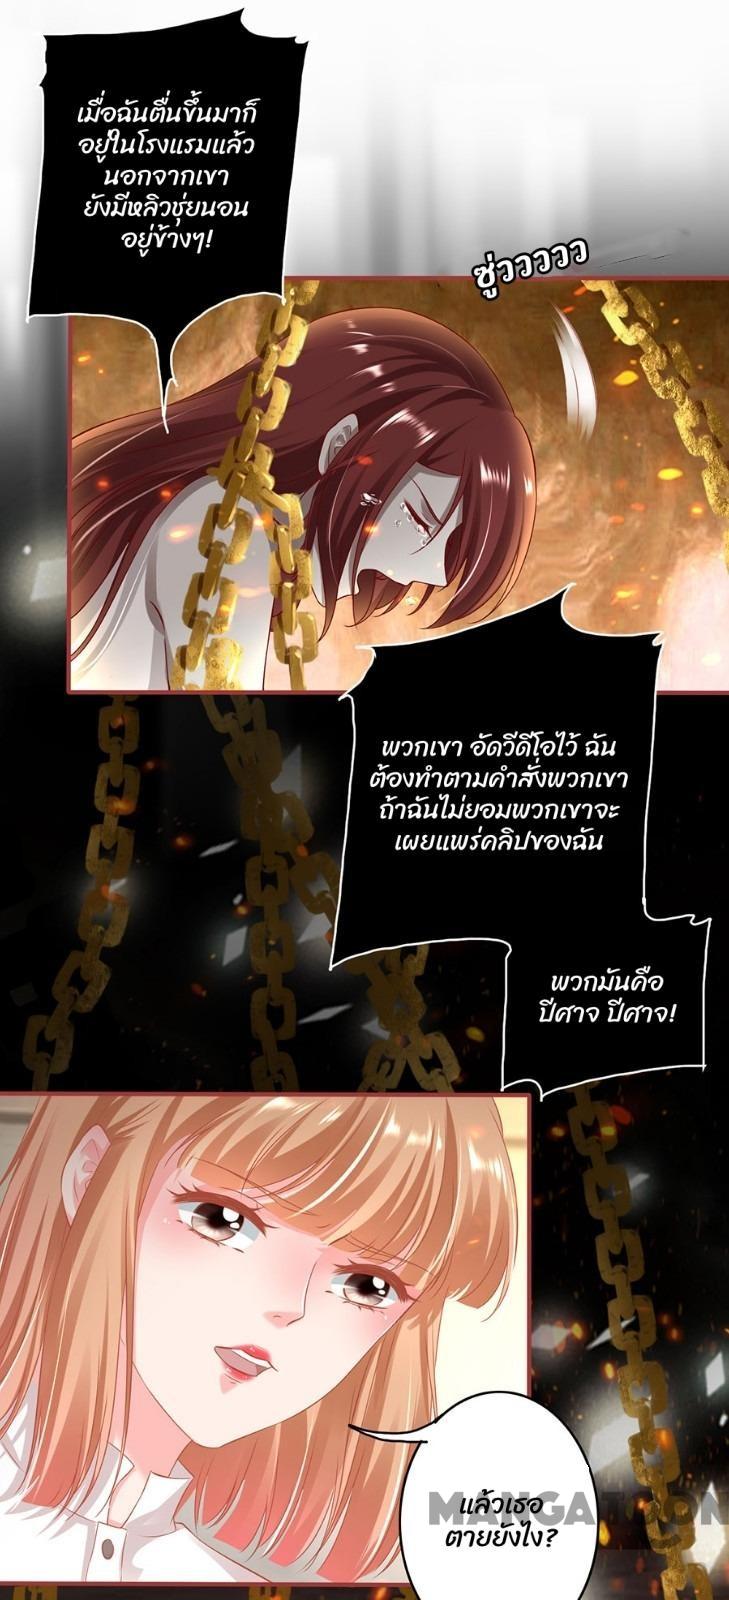 เมื่อฉันตื่นขึ้นมาก็
อยู่ในโรงแรมแล้ว
นอกจากเขา
ยังมีหลิวชุ่ยนอน
อยู่ข้างๆ!
ซู่ววววว
พวกเขา อัดวีดีโอไว้ ฉัน
ต้องทำตามคำสั่งพวกเขา
ถ้าฉันไม่ยอมพวกเขาจะ
เผยแพร่คลิปของฉัน
พวกมันคือ
ปีศาจ ปีศาจ!
แล้วเธอ
ตายยังไง?
MANGATOON